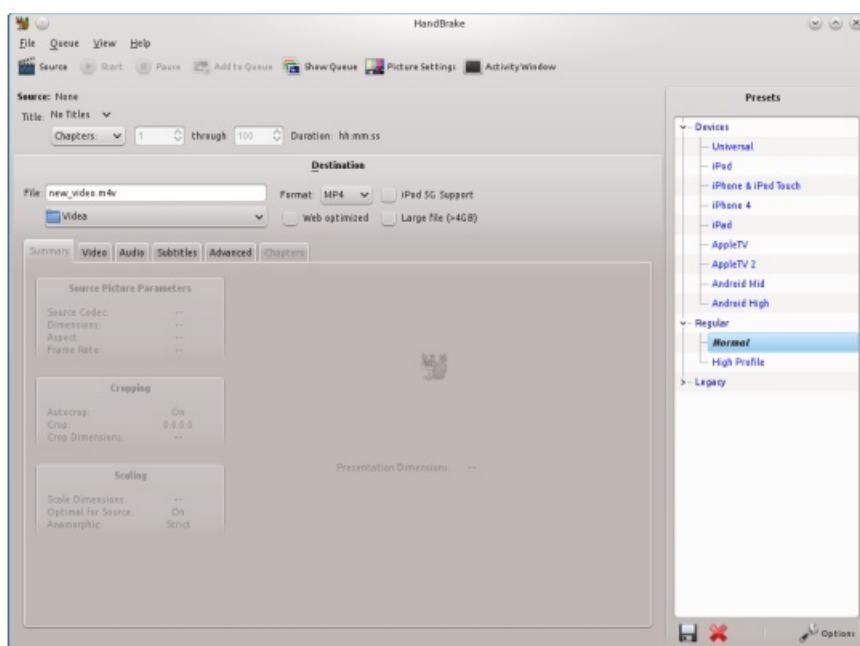 HandBrake
File Queue View Help
Source Start Pause Add to Queue Show Queue Picture Settings Activity Window
Source: None
Title: No Titles
Chapters: 1 through 100 Duration: hh:mm:ss
Destination
File: new_video.m4v Format: MP4 iPod 5G Support
Videa Web optimized Large file (>4GB)
Summary Video Audio Subtitles Advanced Chapters
Source Picture Parameters
Source Codec: --
Dimensions: --
Aspect: --
Frame Rate: --
Cropping
Autocrop: On
Crop: 0:0:0:0
Crop Dimensions: --
Scaling
Scale Dimensions: --
Optimal for Source: On
Anamorphic: Strict
Presentation Dimensions: --
Presets
Devices
Universal
iPod
iPhone & iPod Touch
iPhone 4
iPad
AppleTV
AppleTV 2
Android Mid
Android High
Regular
Normal
High Profile
Legacy
Options